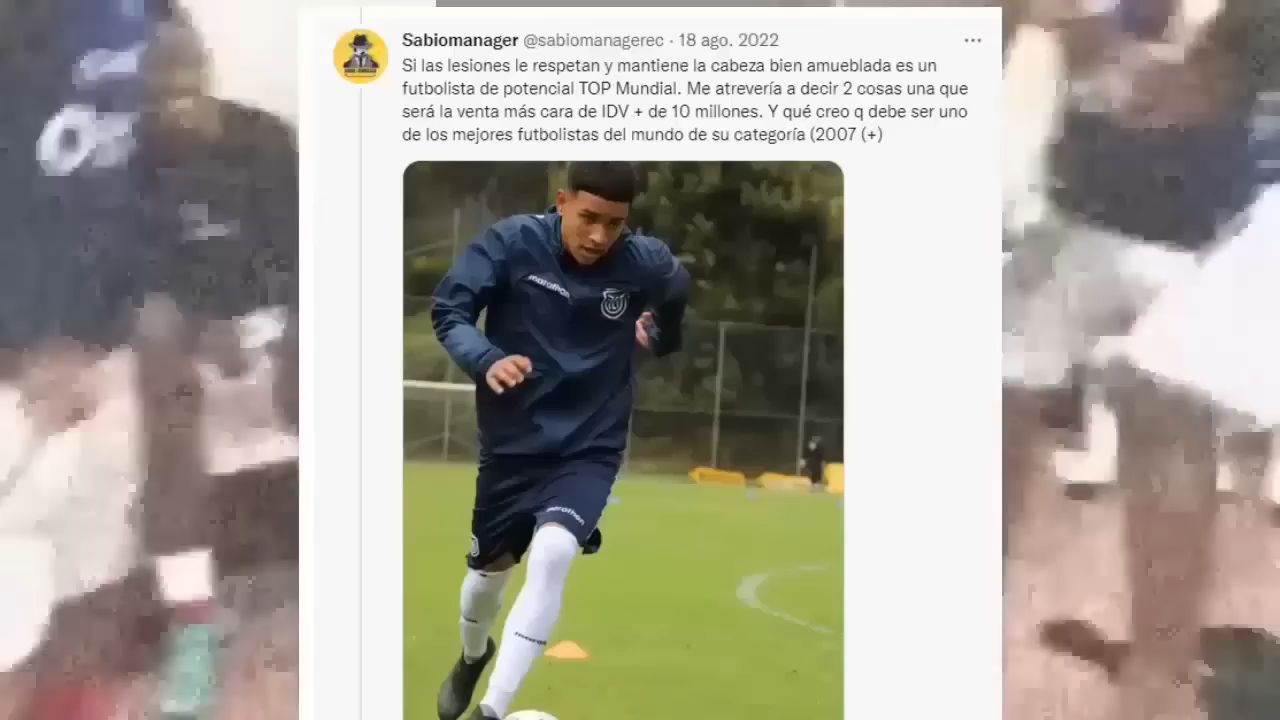 Sabiomanager @sabiomanagerec · 18 ago. 2022
Si las lesiones le respetan y mantiene la cabeza bien amueblada es un
futbolista de potencial TOP Mundial. Me atrevería a decir 2 cosas una que
será la venta más cara de IDV + de 10 millones. Y qué creo q debe ser uno
de los mejores futbolistas del mundo de su categoría (2007 (+)
marathon
marathon